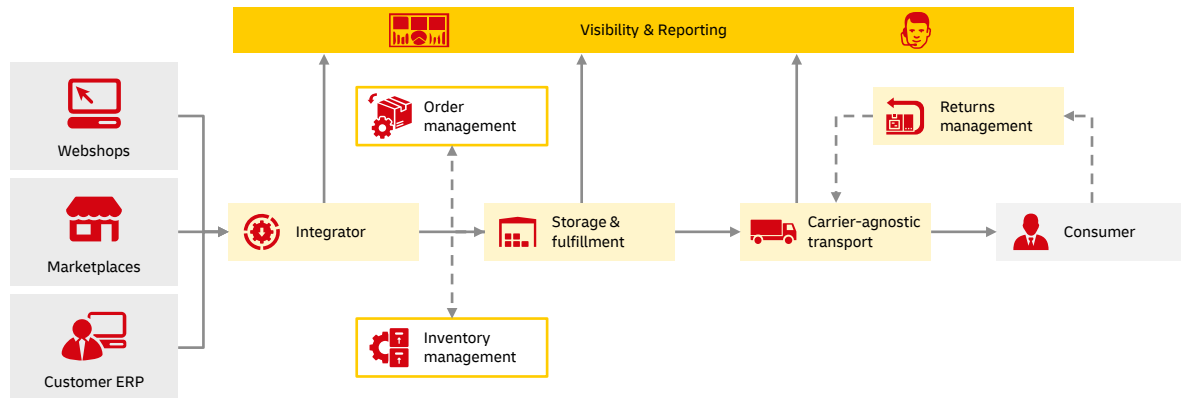 Visibility & Reporting
Webshops
Marketplaces
Customer ERP
Integrator
Order
management
Inventory
management
Storage &
fulfillment
Carrier-agnostic
transport
Returns
management
Consumer